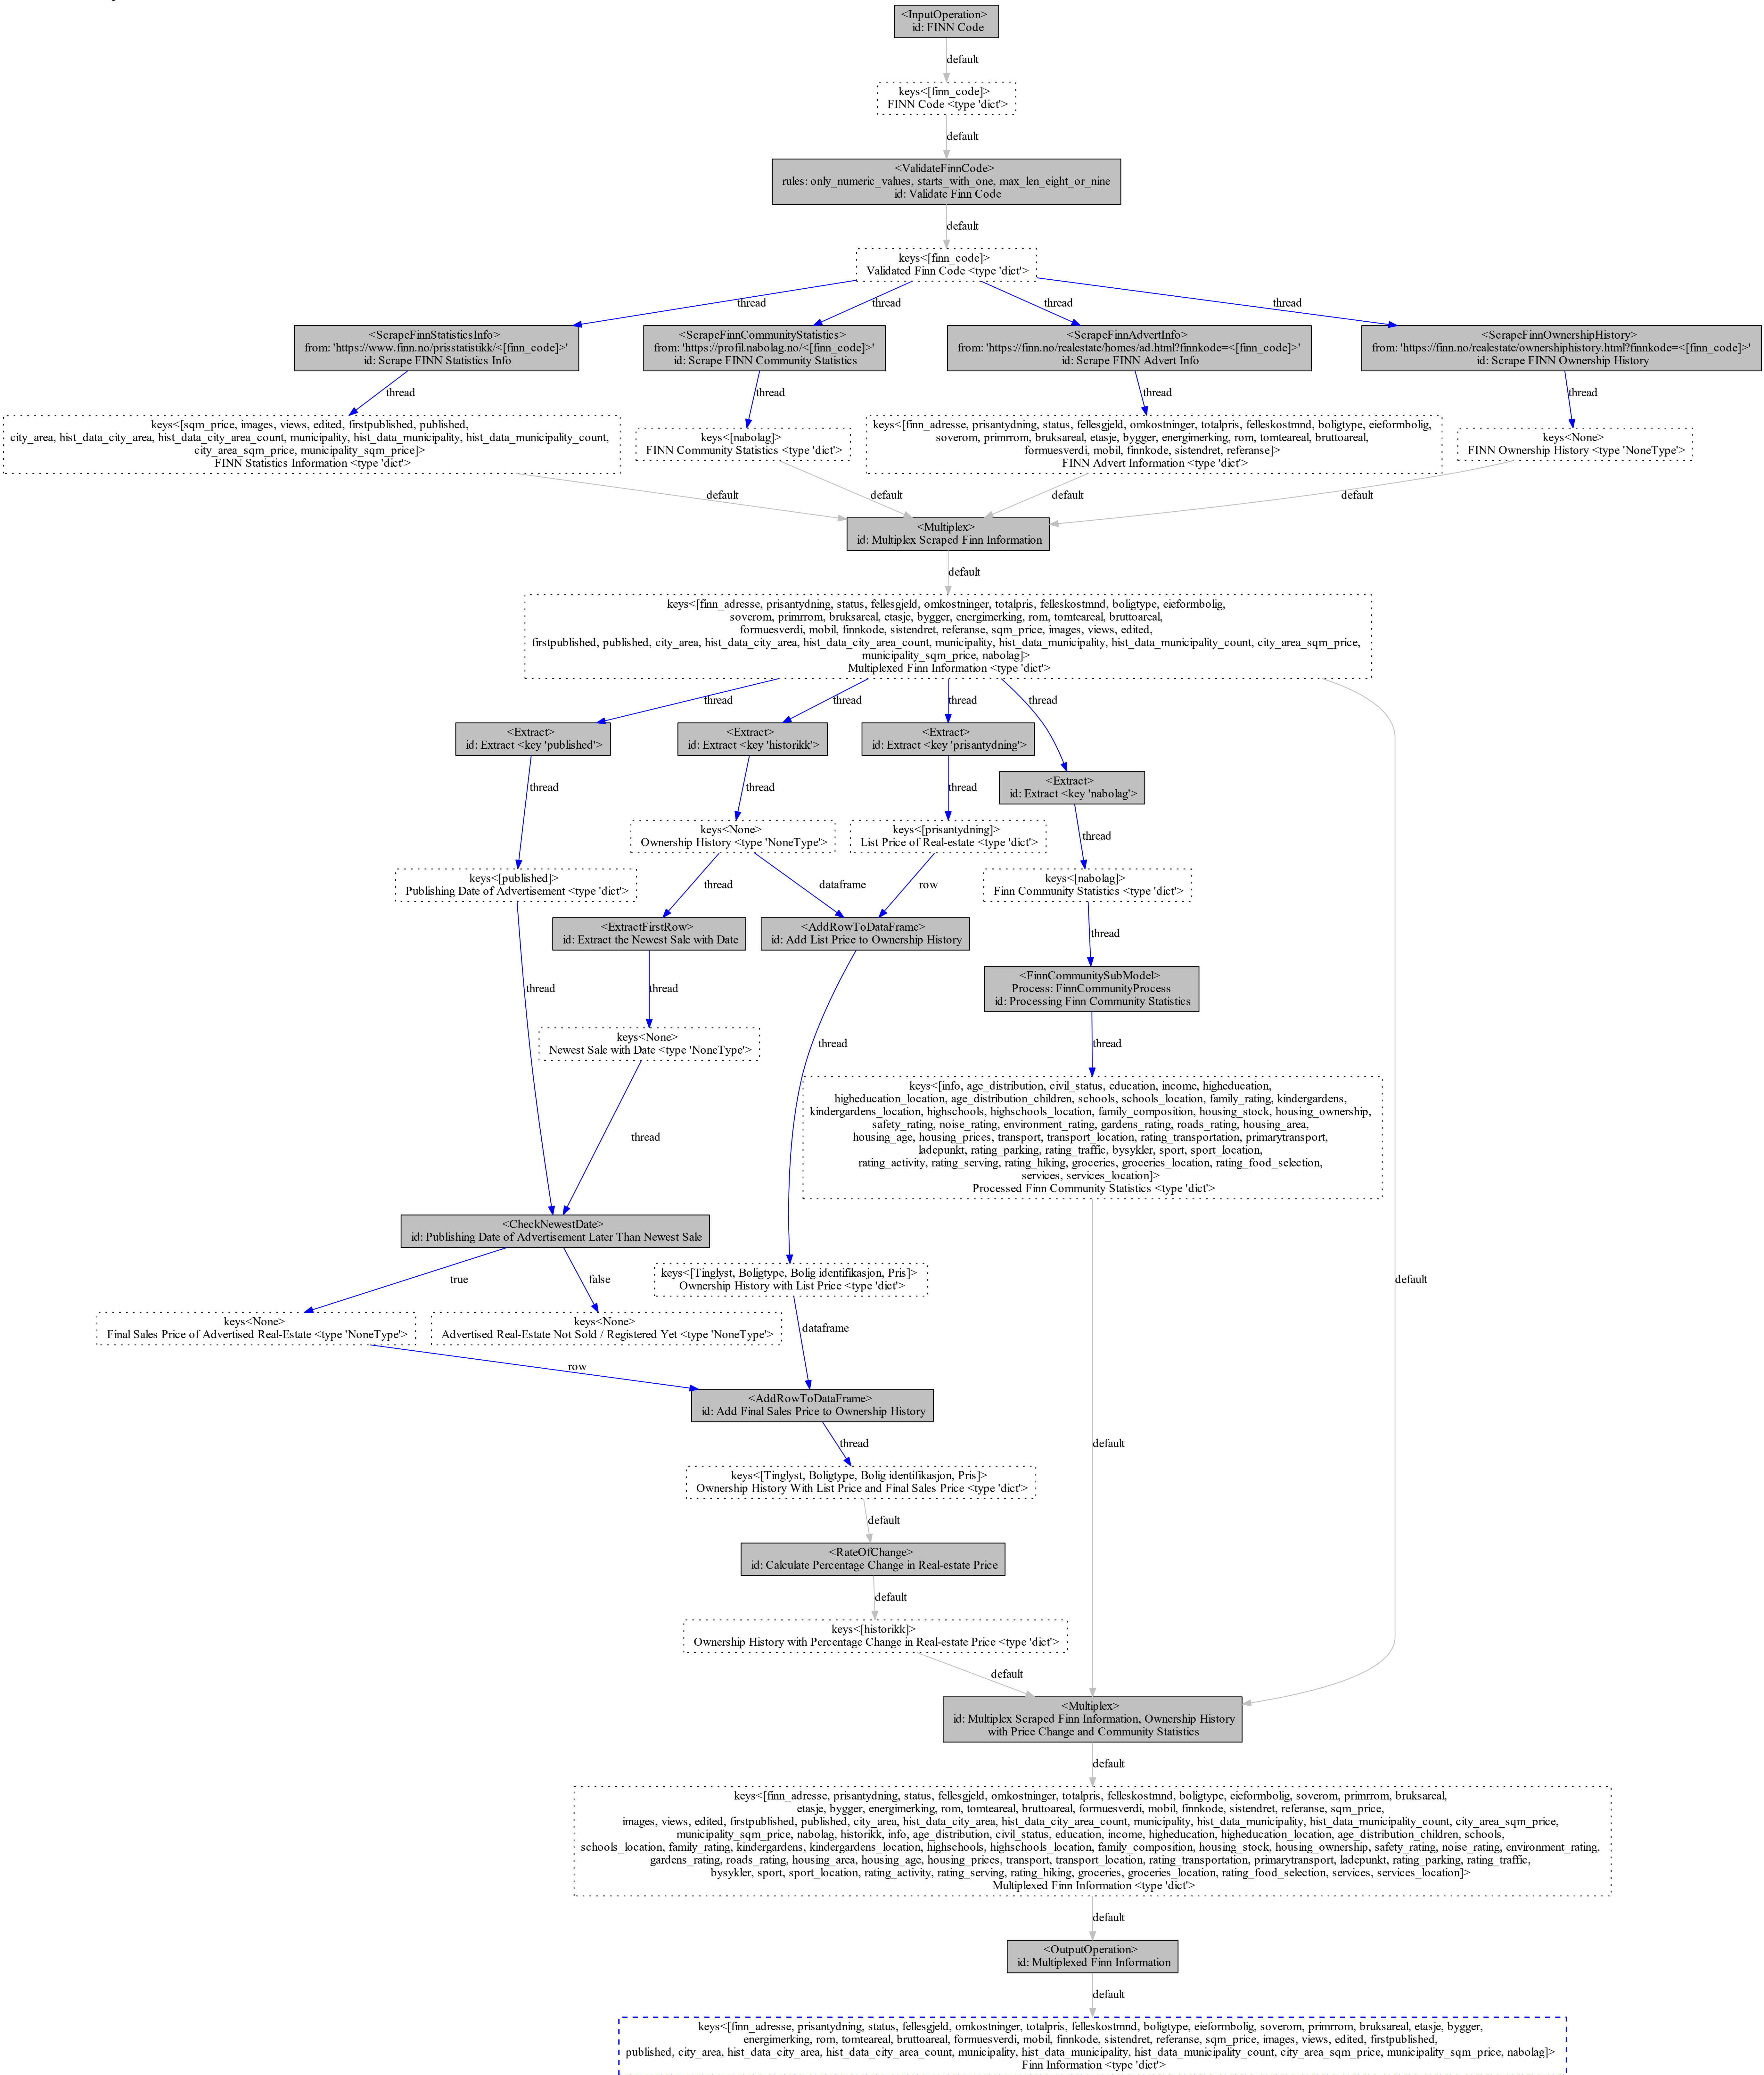 <InputOperation>
id: FINN Code
default
keys<[finn_code]>
FINN Code <type 'dict'>
default
<ValidateFinnCode>
rules: only_numeric_values, starts_with_one, max_len_eight_or_nine
id: Validate Finn Code
default
keys<[finn_code]>
Validated Finn Code <type 'dict'>
thread
thread
thread
thread
<ScrapeFinnStatisticsInfo>
from: 'https://www.finn.no/prisstatistikk/<[finn_code]>'
id: Scrape FINN Statistics Info
<ScrapeFinnCommunityStatistics>
from: 'https://profil.nabolag.no/<[finn_code]>'
id: Scrape FINN Community Statistics
<ScrapeFinnAdvertInfo>
from: 'https://finn.no/realestate/homes/ad.html?finnkode=<[finn_code]>'
id: Scrape FINN Advert Info
<ScrapeFinnOwnershipHistory>
from: 'https://finn.no/realestate/ownershiphistory.html?finnkode=<[finn_code]>'
id: Scrape FINN Ownership History
thread
thread
thread
thread
keys<[sqm_price, images, views, edited, firstpublished, published,
city_area, hist_data_city_area, hist_data_city_area_count, municipality, hist_data_municipality, hist_data_municipality_count,
city_area_sqm_price, municipality_sqm_price]>
FINN Statistics Information <type 'dict'>
keys<[nabolag]>
FINN Community Statistics <type 'dict'>
keys<[finn_adresse, prisantydning, status, fellesgjeld, omkostninger, totalpris, felleskostmnd, boligtype, eieformbolig,
soverom, primrrom, bruksareal, etasje, bygger, energimerking, rom, tomteareal, bruttoareal,
formuesverdi, mobil, finnkode, sistendret, referanse]>
FINN Advert Information <type 'dict'>
keys<None>
FINN Ownership History <type 'NoneType'>
default
default
default
default
<Multiplex>
id: Multiplex Scraped Finn Information
default
keys<[finn_adresse, prisantydning, status, fellesgjeld, omkostninger, totalpris, felleskostmnd, boligtype, eieformbolig,
soverom, primrrom, bruksareal, etasje, bygger, energimerking, rom, tomteareal, bruttoareal,
formuesverdi, mobil, finnkode, sistendret, referanse, sqm_price, images, views, edited,
firstpublished, published, city_area, hist_data_city_area, hist_data_city_area_count, municipality, hist_data_municipality, hist_data_municipality_count, city_area_sqm_price,
municipality_sqm_price, nabolag]>
Multiplexed Finn Information <type 'dict'>
thread
thread
thread
thread
<Extract>
id: Extract <key 'published'>
<Extract>
id: Extract <key 'historikk'>
<Extract>
id: Extract <key 'prisantydning'>
<Extract>
id: Extract <key 'nabolag'>
thread
thread
thread
thread
keys<None>
Ownership History <type 'NoneType'>
keys<[prisantydning]>
List Price of Real-estate <type 'dict'>
keys<[published]>
Publishing Date of Advertisement <type 'dict'>
keys<[nabolag]>
Finn Community Statistics <type 'dict'>
thread
dataframe
row
thread
<ExtractFirstRow>
id: Extract the Newest Sale with Date
<AddRowToDataFrame>
id: Add List Price to Ownership History
<FinnCommunitySubModel>
Process: FinnCommunityProcess
id: Processing Finn Community Statistics
thread
thread
thread
thread
keys<None>
Newest Sale with Date <type 'NoneType'>
keys<[info, age_distribution, civil_status, education, income, higheducation,
higheducation_location, age_distribution_children, schools, schools_location, family_rating, kindergardens,
kindergardens_location, highschools, highschools_location, family_composition, housing_stock, housing_ownership,
safety_rating, noise_rating, environment_rating, gardens_rating, roads_rating, housing_area,
housing_age, housing_prices, transport, transport_location, rating_transportation, primarytransport,
ladepunkt, rating_parking, rating_traffic, bysykler, sport, sport_location,
rating_activity, rating_serving, rating_hiking, groceries, groceries_location, rating_food_selection,
services, services_location]>
Processed Finn Community Statistics <type 'dict'>
thread
<CheckNewestDate>
id: Publishing Date of Advertisement Later Than Newest Sale
true
false
keys<[Tinglyst, Boligtype, Bolig identifikasjon, Pris]>
Ownership History with List Price <type 'dict'>
default
keys<None>
Final Sales Price of Advertised Real-Estate <type 'NoneType'>
keys<None>
Advertised Real-Estate Not Sold / Registered Yet <type 'NoneType'>
dataframe
row
<AddRowToDataFrame>
id: Add Final Sales Price to Ownership History
thread
default
keys<[Tinglyst, Boligtype, Bolig identifikasjon, Pris]>
Ownership History With List Price and Final Sales Price <type 'dict'>
default
<RateOfChange>
id: Calculate Percentage Change in Real-estate Price
default
keys<[historikk]>
Ownership History with Percentage Change in Real-estate Price <type 'dict'>
default
<Multiplex>
id: Multiplex Scraped Finn Information, Ownership History
with Price Change and Community Statistics
default
keys<[finn_adresse, prisantydning, status, fellesgjeld, omkostninger, totalpris, felleskostmnd, boligtype, eieformbolig, soverom, primrrom, bruksareal,
etasje, bygger, energimerking, rom, tomteareal, bruttoareal, formuesverdi, mobil, finnkode, sistendret, referanse, sqm_price,
images, views, edited, firstpublished, published, city_area, hist_data_city_area, hist_data_city_area_count, municipality, hist_data_municipality, hist_data_municipality_count, city_area_sqm_price,
municipality_sqm_price, nabolag, historikk, info, age_distribution, civil_status, education, income, higheducation, higheducation_location, age_distribution_children, schools,
schools_location, family_rating, kindergardens, kindergardens_location, highschools, highschools_location, family_composition, housing_stock, housing_ownership, safety_rating, noise_rating, environment_rating,
gardens_rating, roads_rating, housing_area, housing_age, housing_prices, transport, transport_location, rating_transportation, primarytransport, ladepunkt, rating_parking, rating_traffic,
bysykler, sport, sport_location, rating_activity, rating_serving, rating_hiking, groceries, groceries_location, rating_food_selection, services, services_location]>
Multiplexed Finn Information <type 'dict'>
default
<OutputOperation>
id: Multiplexed Finn Information
default
keys<[finn_adresse, prisantydning, status, fellesgjeld, omkostninger, totalpris, felleskostmnd, boligtype, eieformbolig, soverom, primrrom, bruksareal, etasje, bygger,
energimerking, rom, tomteareal, bruttoareal, formuesverdi, mobil, finnkode, sistendret, referanse, sqm_price, images, views, edited, firstpublished,
published, city_area, hist_data_city_area, hist_data_city_area_count, municipality, hist_data_municipality, hist_data_municipality_count, city_area_sqm_price, municipality_sqm_price, nabolag]>
Finn Information <type 'dict'>